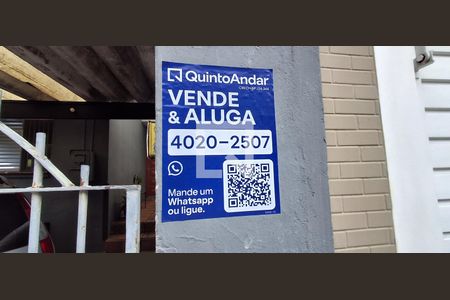 QuintoAndar
VENDE
& ALUGA
4020-2507
Mande um
Whatsapp
ou ligue.